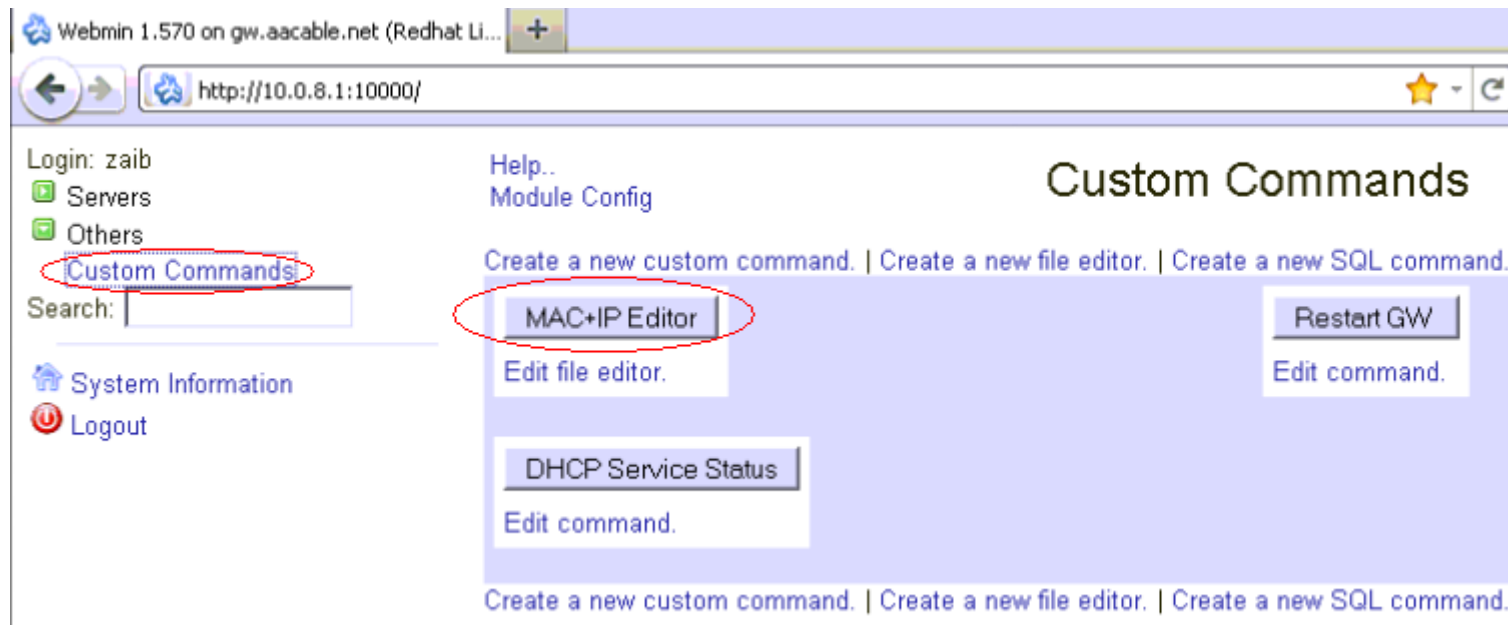 Webmin 1.570 on gw.aacable.net (Redhat Li...
http://10.0.8.1:10000/
Login: zaib
Servers
Others
Custom Commands
Search:
System Information
Logout
Help..
Module Config
Custom Commands
Create a new custom command. | Create a new file editor. | Create a new SQL command.
MAC+IP Editor
Edit file editor.
Restart GW
Edit command.
DHCP Service Status
Edit command.
Create a new custom command. | Create a new file editor. | Create a new SQL command.